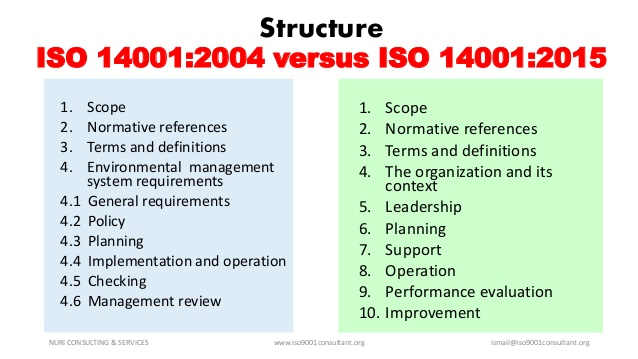 Structure
ISO 14001:2004 versus ISO 14001:2015
1. Scope
2. Normative references
3. Terms and definitions
4. Environmental management
system requirements
4.1 General requirements
4.2 Policy
4.3 Planning
4.4 Implementation and operation
4.5 Checking
4.6 Management review
1. Scope
2. Normative references
3. Terms and definitions
4. The organization and its
context
5. Leadership
6. Planning
7. Support
8. Operation
9. Performance evaluation
10. Improvement
NURI CONSULTING & SERVICES
www.iso9001consultant.org
ismail@iso9001consultant.org